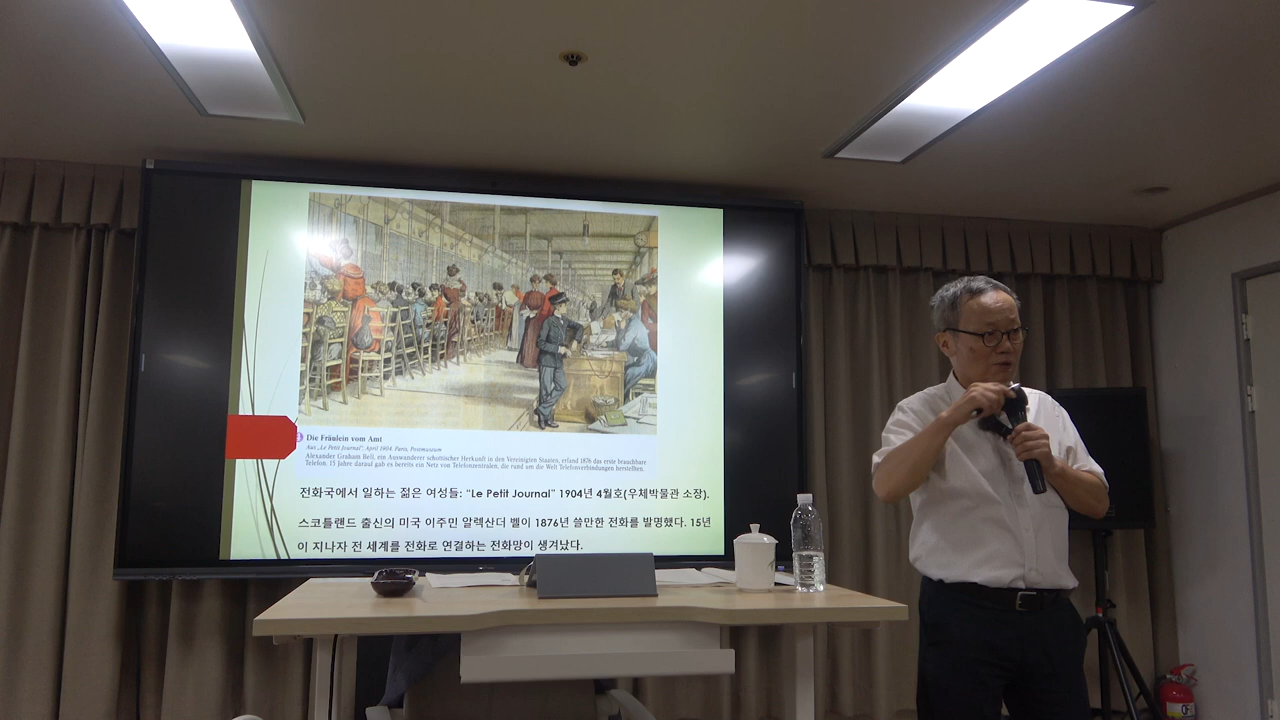 Die Fräulein vom Amt
Aus „Le Petit Journal", April 1904. Paris, Postmuseum
Alexander Graham Bell, ein Auswanderer schottischer Herkunft in den Vereinigten Staaten, erfand 1876 das erste brauchbare
Telefon. 15 Jahre darauf gab es bereits ein Netz von Telefonzentralen, die rund um die Welt Telefonverbindungen herstellten.
전화국에서 일하는 젊은 여성들: “Le Petit Journal” 1904년 4월호(우체박물관 소장).
스코틀랜드 출신의 미국 이주민 알렉산더 벨이 1876년 쓸만한 전화를 발명했다. 15년
이 지나자 전 세계를 전화로 연결하는 전화망이 생겨났다.